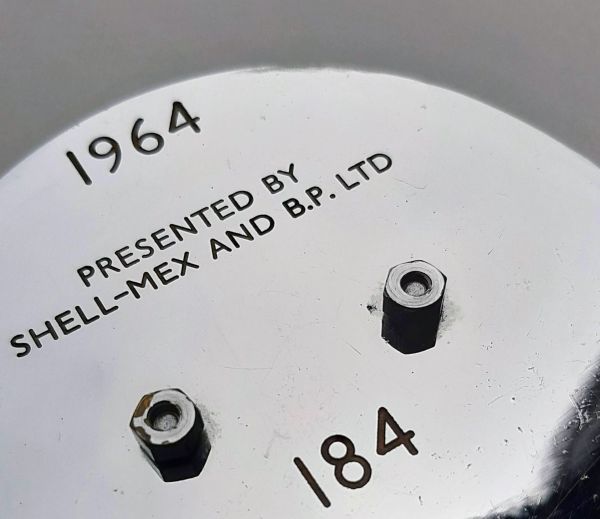 1964
PRESENTED BY
SHELL-MEX AND B.P. LTD
184